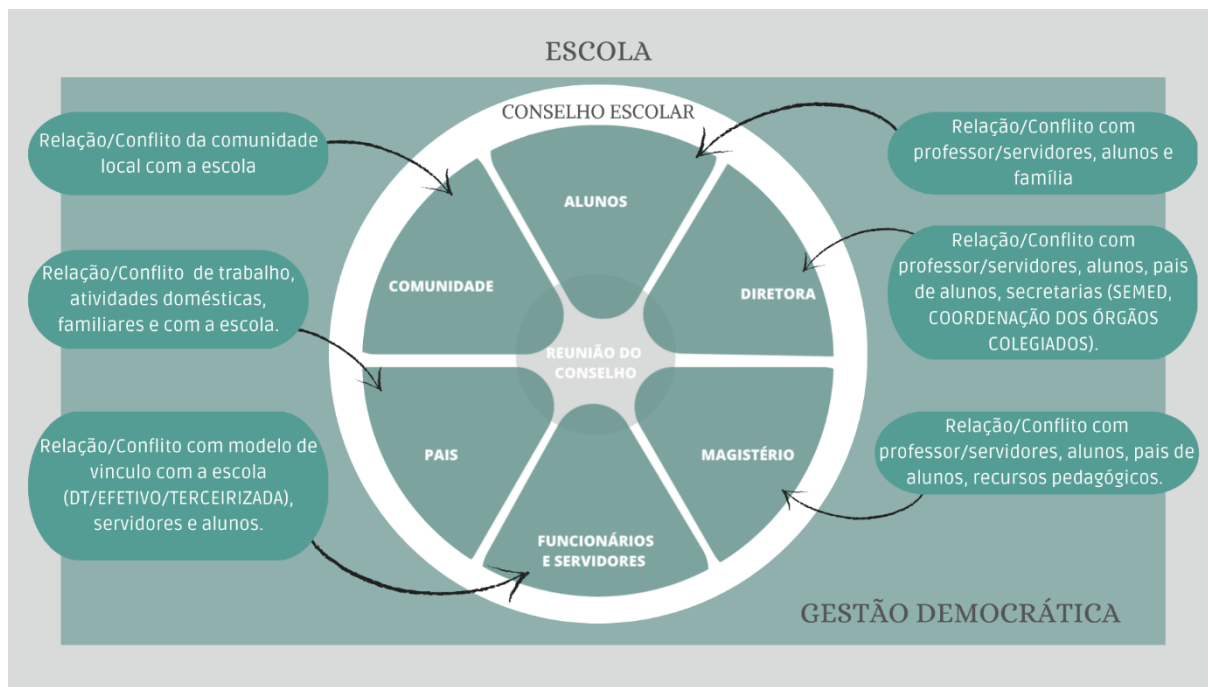 ESCOLA
CONSELHO ESCOLAR
Relação/Conflito da comunidade
local com a escola
Relação/Conflito com
professor/servidores, alunos e
família
ALUNOS
Relação/Conflito com
professor/servidores, alunos, pais
de alunos, secretarias (SEMED,
COORDENAÇÃO DOS ÓRGÃOS
COLEGIADOS).
Relação/Conflito de trabalho,
atividades domésticas,
familiares e com a escola.
COMUNIDADE
DIRETORA
REUNIÃO DO
CONSELHO
Relação/Conflito com modelo de
vinculo com a escola
(DT/EFETIVO/TERCEIRIZADA),
servidores e alunos.
PAIS
MAGISTÉRIO
Relação/Conflito com
professor/servidores, alunos, pais de
alunos, recursos pedagógicos.
FUNCIONÁRIOS
E SERVIDORES
GESTÃO DEMOCRÁTICA